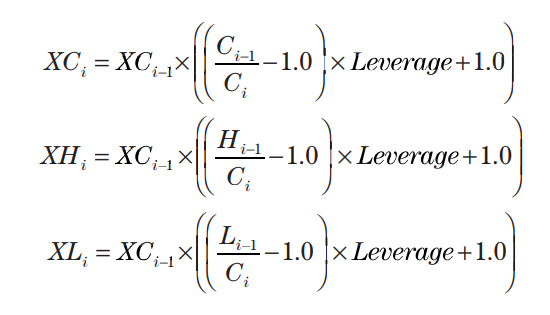 XC_i = XC_{i-1} × ((C_{i-1}/C_i − 1.0) × Leverage + 1.0)
XH_i = XC_{i-1} × ((H_{i-1}/C_i − 1.0) × Leverage + 1.0)
XL_i = XC_{i-1} × ((L_{i-1}/C_i − 1.0) × Leverage + 1.0)